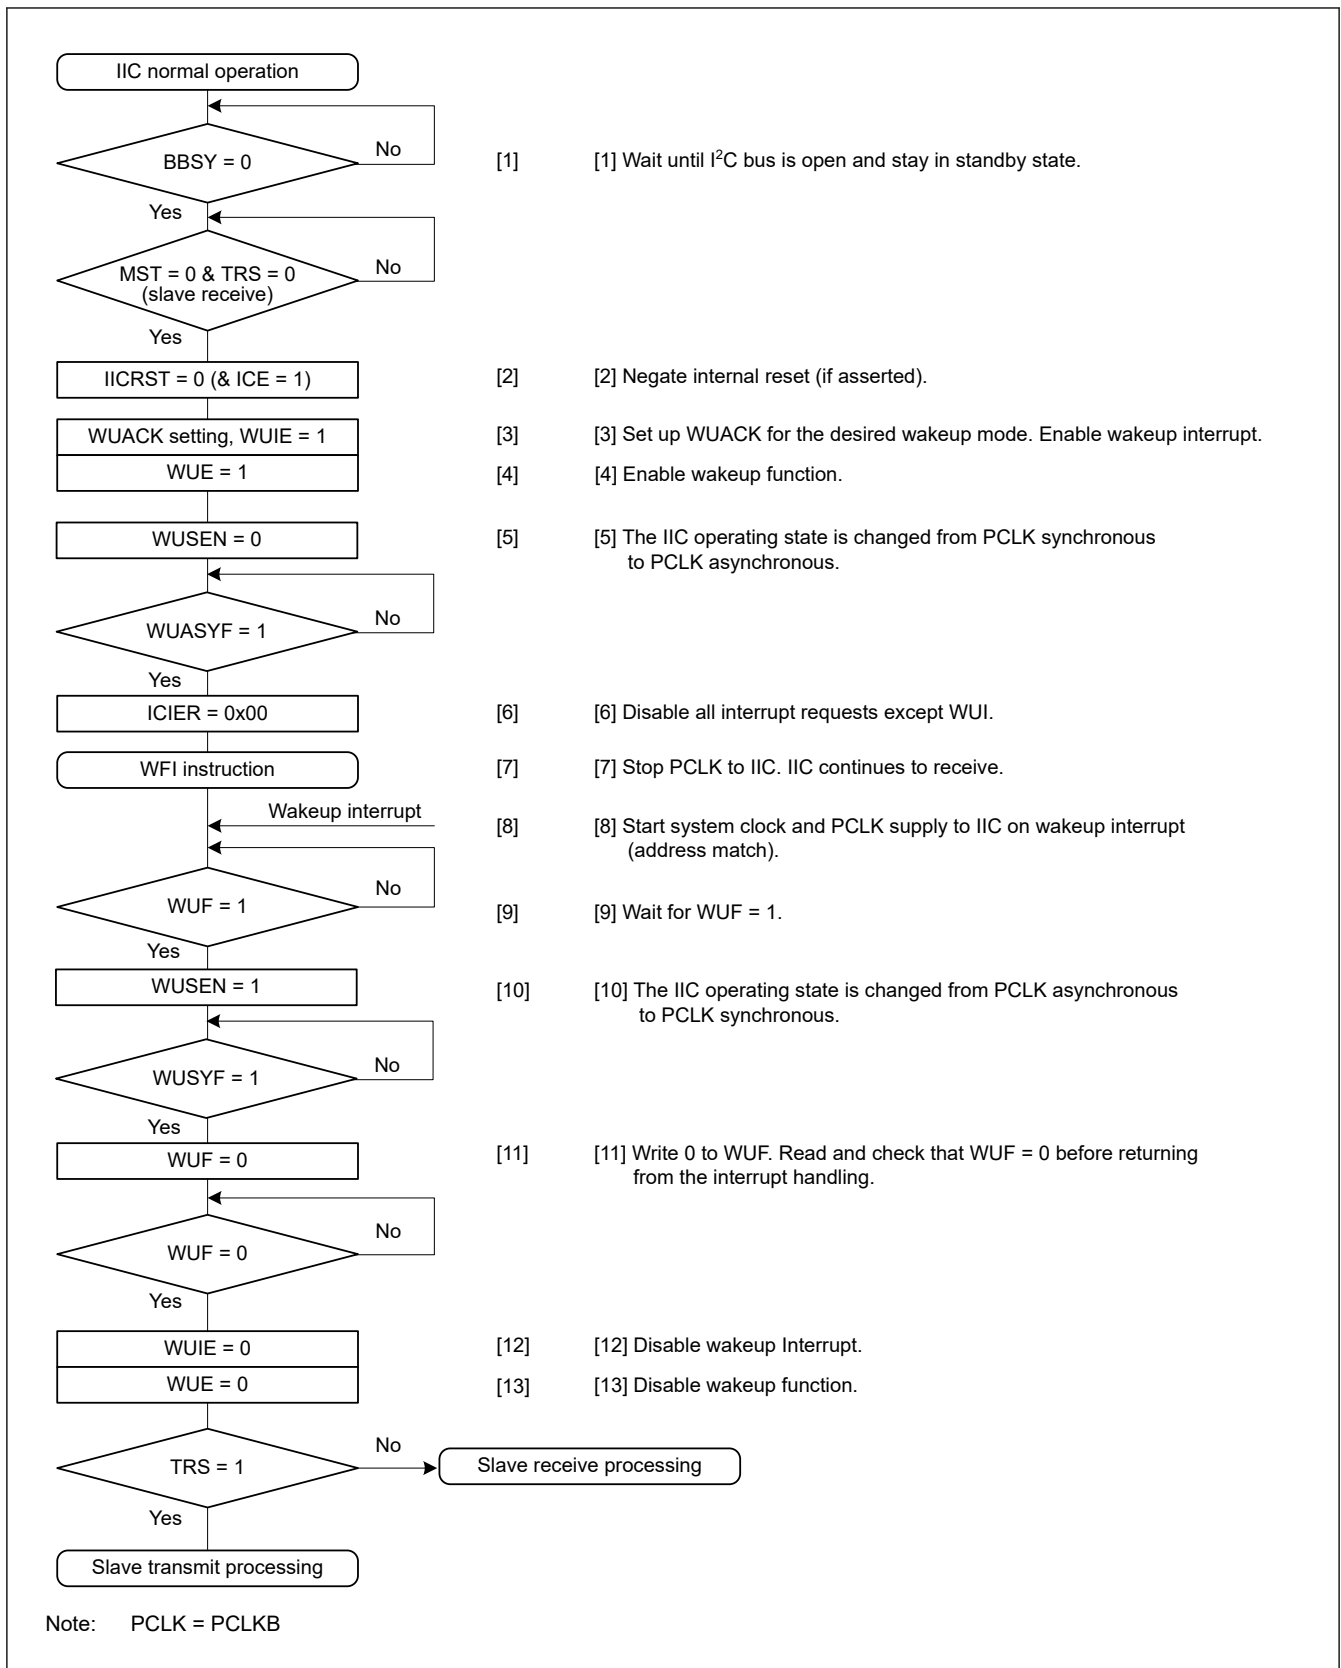 IIC normal operation
BBSY = 0
No
[1]
[1] Wait until I²C bus is open and stay in standby state.
Yes
MST = 0 & TRS = 0
(slave receive)
No
Yes
IICRST = 0 (& ICE = 1)
[2]
[2] Negate internal reset (if asserted).
WUACK setting, WUIE = 1
[3]
[3] Set up WUACK for the desired wakeup mode. Enable wakeup interrupt.
WUE = 1
[4]
[4] Enable wakeup function.
WUSEN = 0
[5]
[5] The IIC operating state is changed from PCLK synchronous
to PCLK asynchronous.
WUASYF = 1
No
Yes
ICIER = 0x00
[6]
[6] Disable all interrupt requests except WUI.
WFI instruction
[7]
[7] Stop PCLK to IIC. IIC continues to receive.
Wakeup interrupt
[8]
[8] Start system clock and PCLK supply to IIC on wakeup interrupt
(address match).
WUF = 1
No
[9]
[9] Wait for WUF = 1.
Yes
WUSEN = 1
[10]
[10] The IIC operating state is changed from PCLK asynchronous
to PCLK synchronous.
WUSYF = 1
No
Yes
WUF = 0
[11]
[11] Write 0 to WUF. Read and check that WUF = 0 before returning
from the interrupt handling.
WUF = 0
No
Yes
WUIE = 0
[12]
[12] Disable wakeup Interrupt.
WUE = 0
[13]
[13] Disable wakeup function.
TRS = 1
No
Slave receive processing
Yes
Slave transmit processing
Note: PCLK = PCLKB